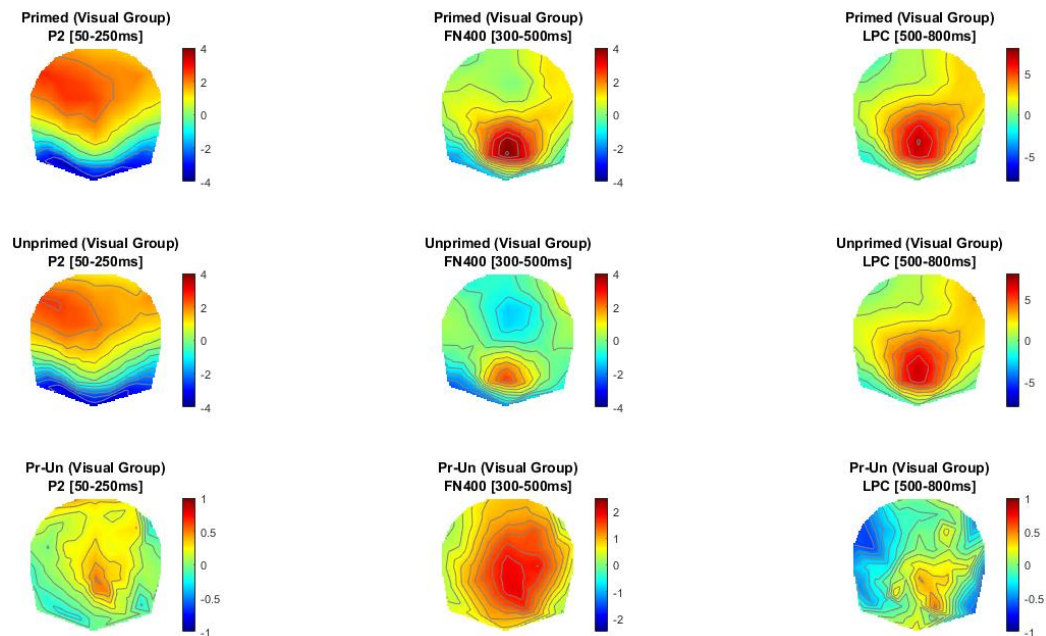 Primed (Visual Group)
P2 [50-250ms]
4
2
0
-2
-4
Primed (Visual Group)
FN400 [300-500ms]
4
2
0
-2
-4
Primed (Visual Group)
LPC [500-800ms]
5
0
-5
Unprimed (Visual Group)
P2 [50-250ms]
4
2
0
-2
-4
Unprimed (Visual Group)
FN400 [300-500ms]
4
2
0
-2
-4
Unprimed (Visual Group)
LPC [500-800ms]
5
0
-5
Pr-Un (Visual Group)
P2 [50-250ms]
1
0.5
0
-0.5
-1
Pr-Un (Visual Group)
FN400 [300-500ms]
2
1
0
-1
-2
Pr-Un (Visual Group)
LPC [500-800ms]
1
0.5
0
-0.5
-1